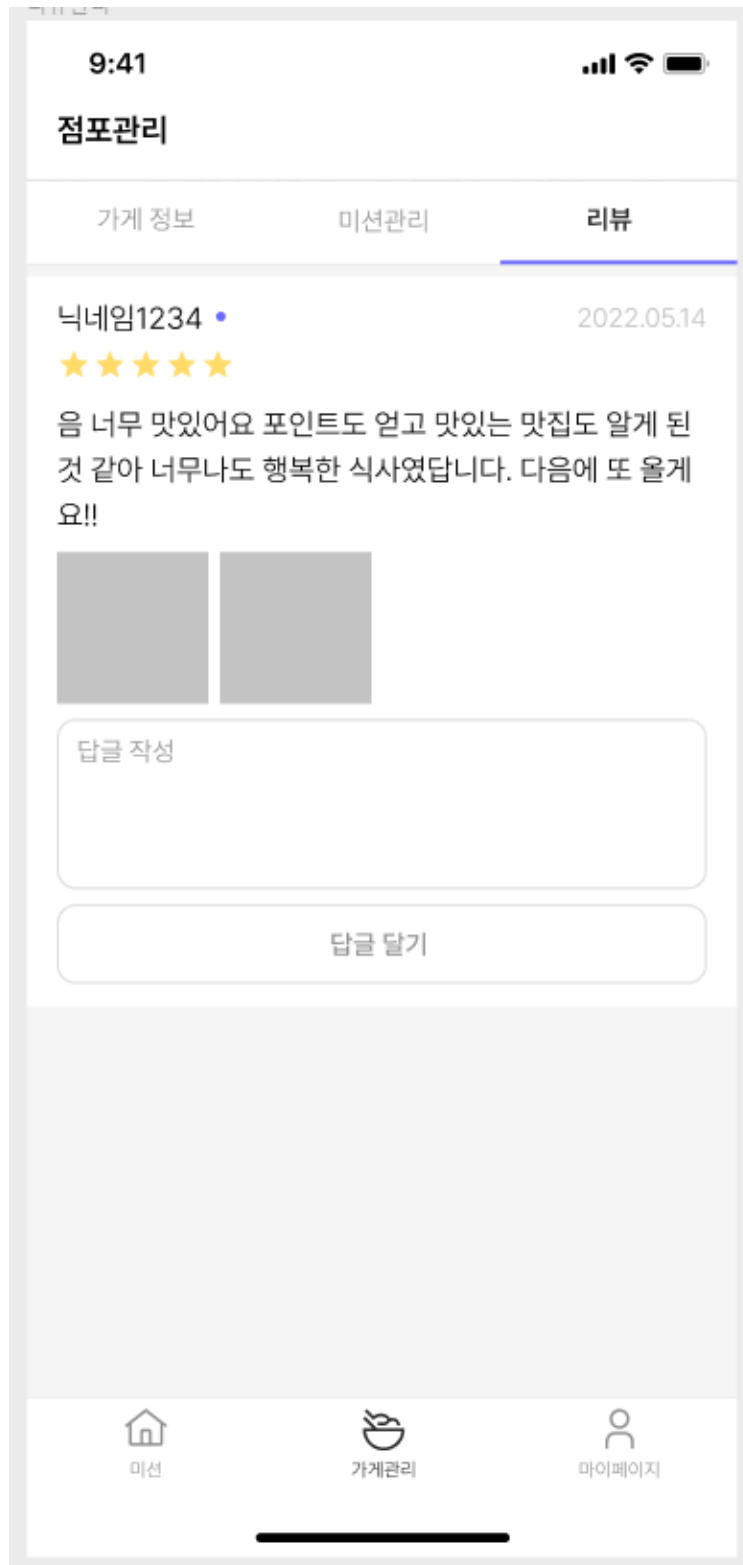 9:41
점포관리
가게 정보 미션관리 리뷰
닉네임1234 2022.05.14
음 너무 맛있어요 포인트도 얻고 맛있는 맛집도 알게 된
것 같아 너무나도 행복한 식사였답니다. 다음에 또 올게
요!!
답글 작성
답글 달기
미션 가게관리 마이페이지